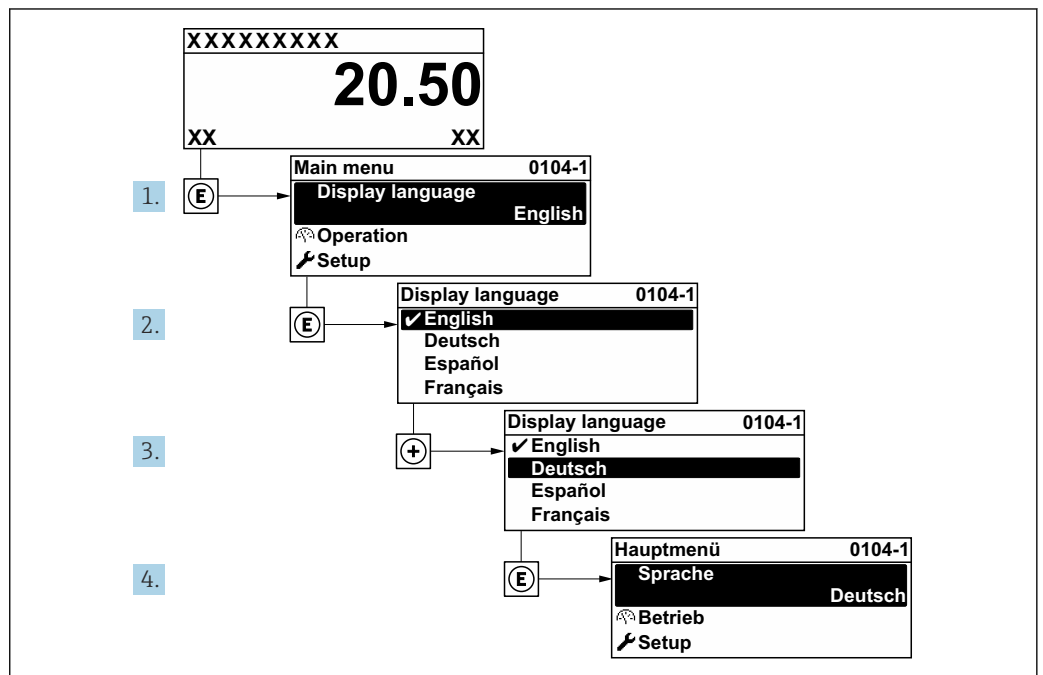 XXXXXXXXX
20.50
XX XX
1. E
Main menu 0104-1
Display language
English
Operation
Setup
2. E
Display language 0104-1
✔English
Deutsch
Español
Français
3. +
Display language 0104-1
✔English
Deutsch
Español
Français
4. E
Hauptmenü 0104-1
Sprache
Deutsch
Betrieb
Setup